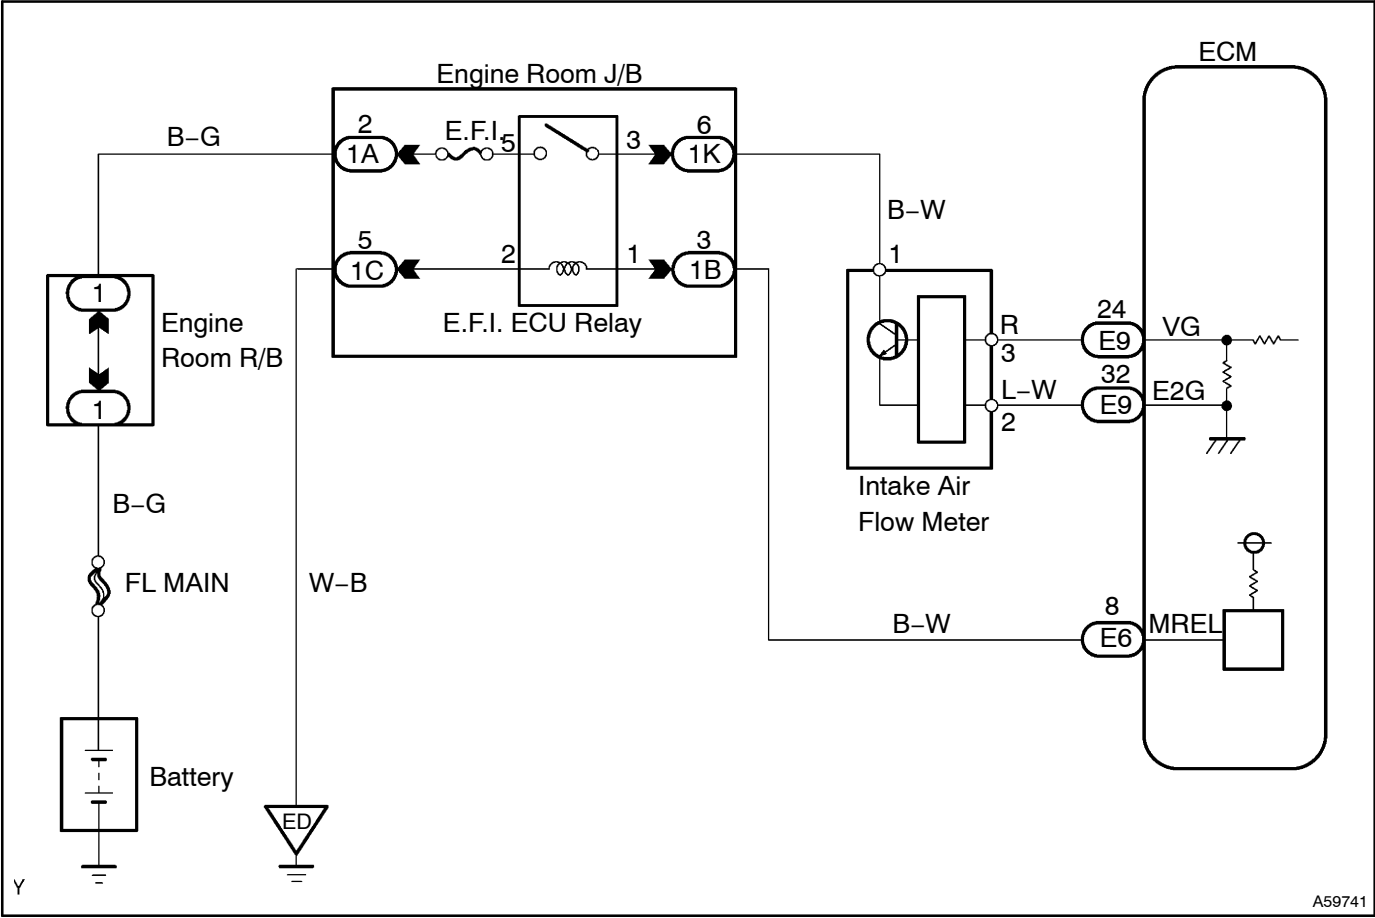 ECM
Engine Room J/B
B–G
2
1A
E.F.I.
5
3
6
1K
B–W
5
1C
2
1
3
1B
E.F.I. ECU Relay
1
1
Engine
Room R/B
1
R
3
24
E9
VG
L–W
2
32
E9
E2G
Intake Air
Flow Meter
B–G
FL MAIN
W–B
B–W
8
E6
MREL
Battery
ED
Y
A59741